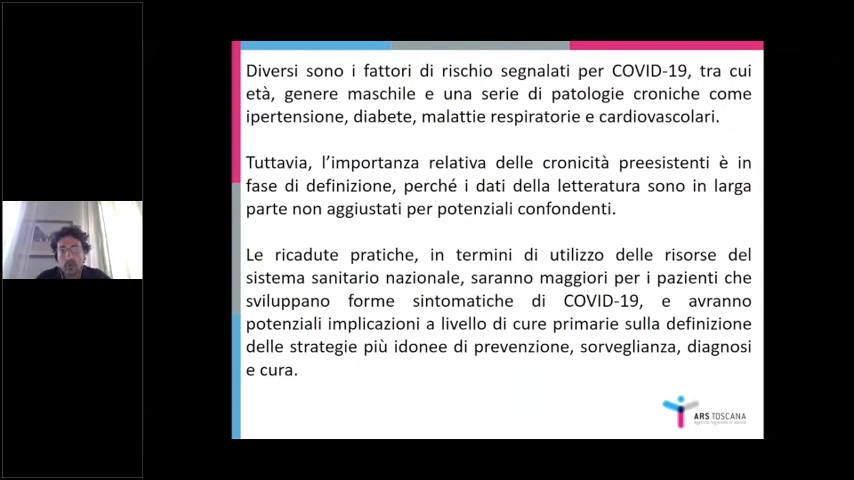 Diversi sono i fattori di rischio segnalati per COVID-19, tra cui
età, genere maschile e una serie di patologie croniche come
ipertensione, diabete, malattie respiratorie e cardiovascolari.
Tuttavia, l'importanza relativa delle cronicità preesistenti è in
fase di definizione, perché i dati della letteratura sono in larga
parte non aggiustati per potenziali confondenti.
Le ricadute pratiche, in termini di utilizzo delle risorse del
sistema sanitario nazionale, saranno maggiori per i pazienti che
sviluppano forme sintomatiche di COVID-19, e avranno
potenziali implicazioni a livello di cure primarie sulla definizione
delle strategie più idonee di prevenzione, sorveglianza, diagnosi
e cura.
ARS TOSCANA
agenzia regionale di sanità